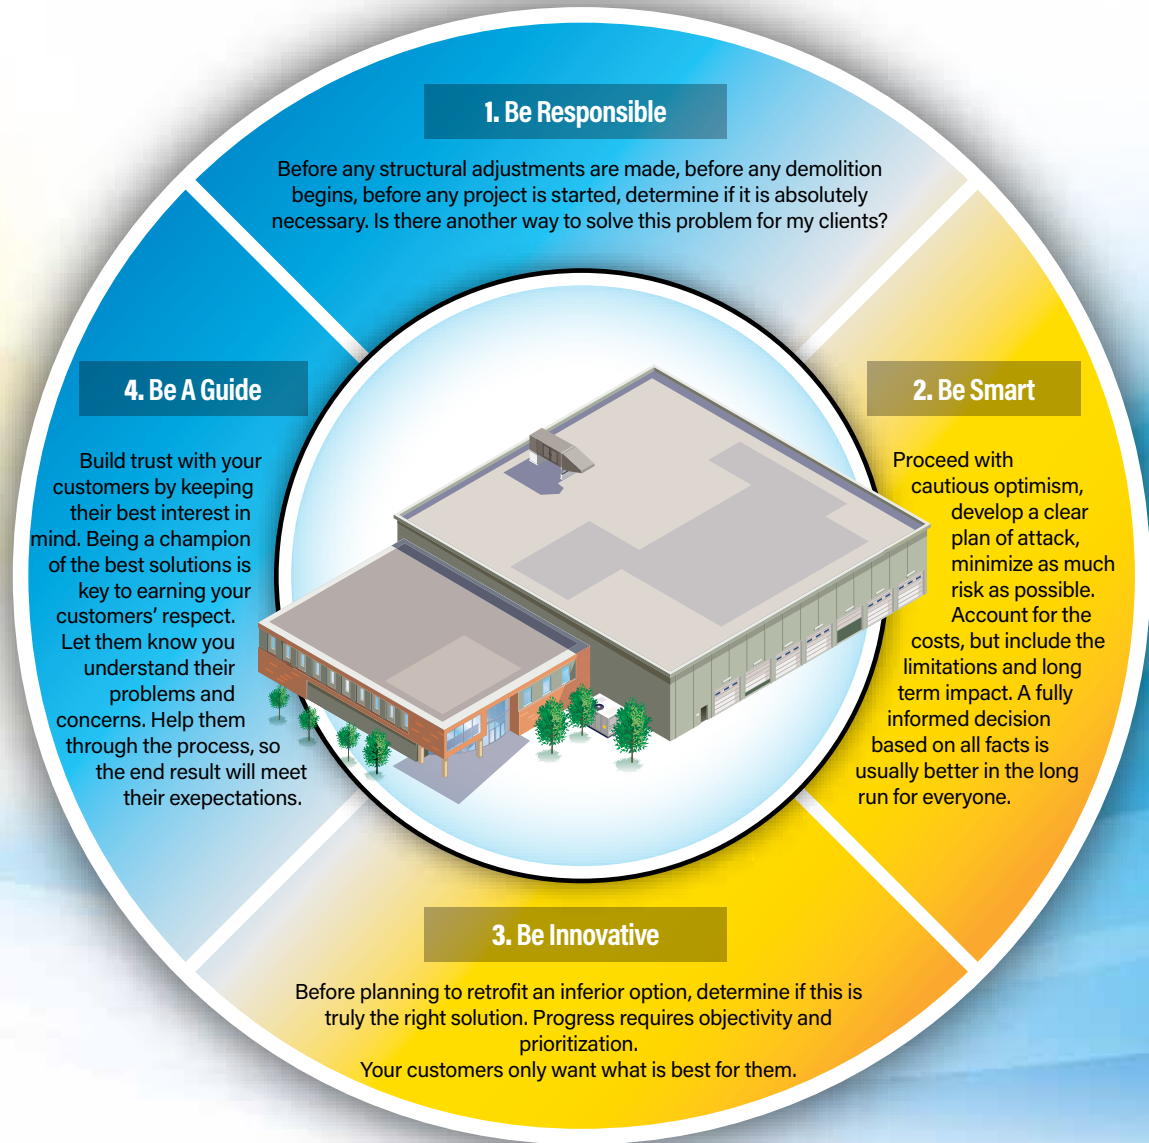 1. Be Responsible
Before any structural adjustments are made, before any demolition
begins, before any project is started, determine if it is absolutely
necessary. Is there another way to solve this problem for my clients?
2. Be Smart
Proceed with
cautious optimism,
develop a clear
plan of attack,
minimize as much
risk as possible.
Account for the
costs, but include the
limitations and long
term impact. A fully
informed decision
based on all facts is
usually better in the long
run for everyone.
3. Be Innovative
Before planning to retrofit an inferior option, determine if this is
truly the right solution. Progress requires objectivity and
prioritization.
Your customers only want what is best for them.
4. Be A Guide
Build trust with your
customers by keeping
their best interest in
mind. Being a champion
of the best solutions is
key to earning your
customers’ respect.
Let them know you
understand their
problems and
concerns. Help them
through the process, so
the end result will meet
their exepectations.